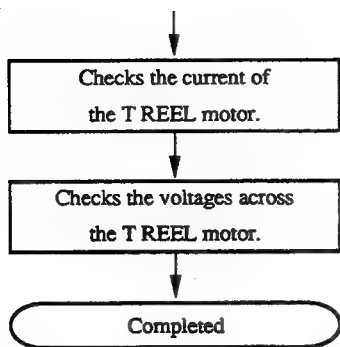 Checks the current of
the T REEL motor.
Checks the voltages across
the T REEL motor.
Completed